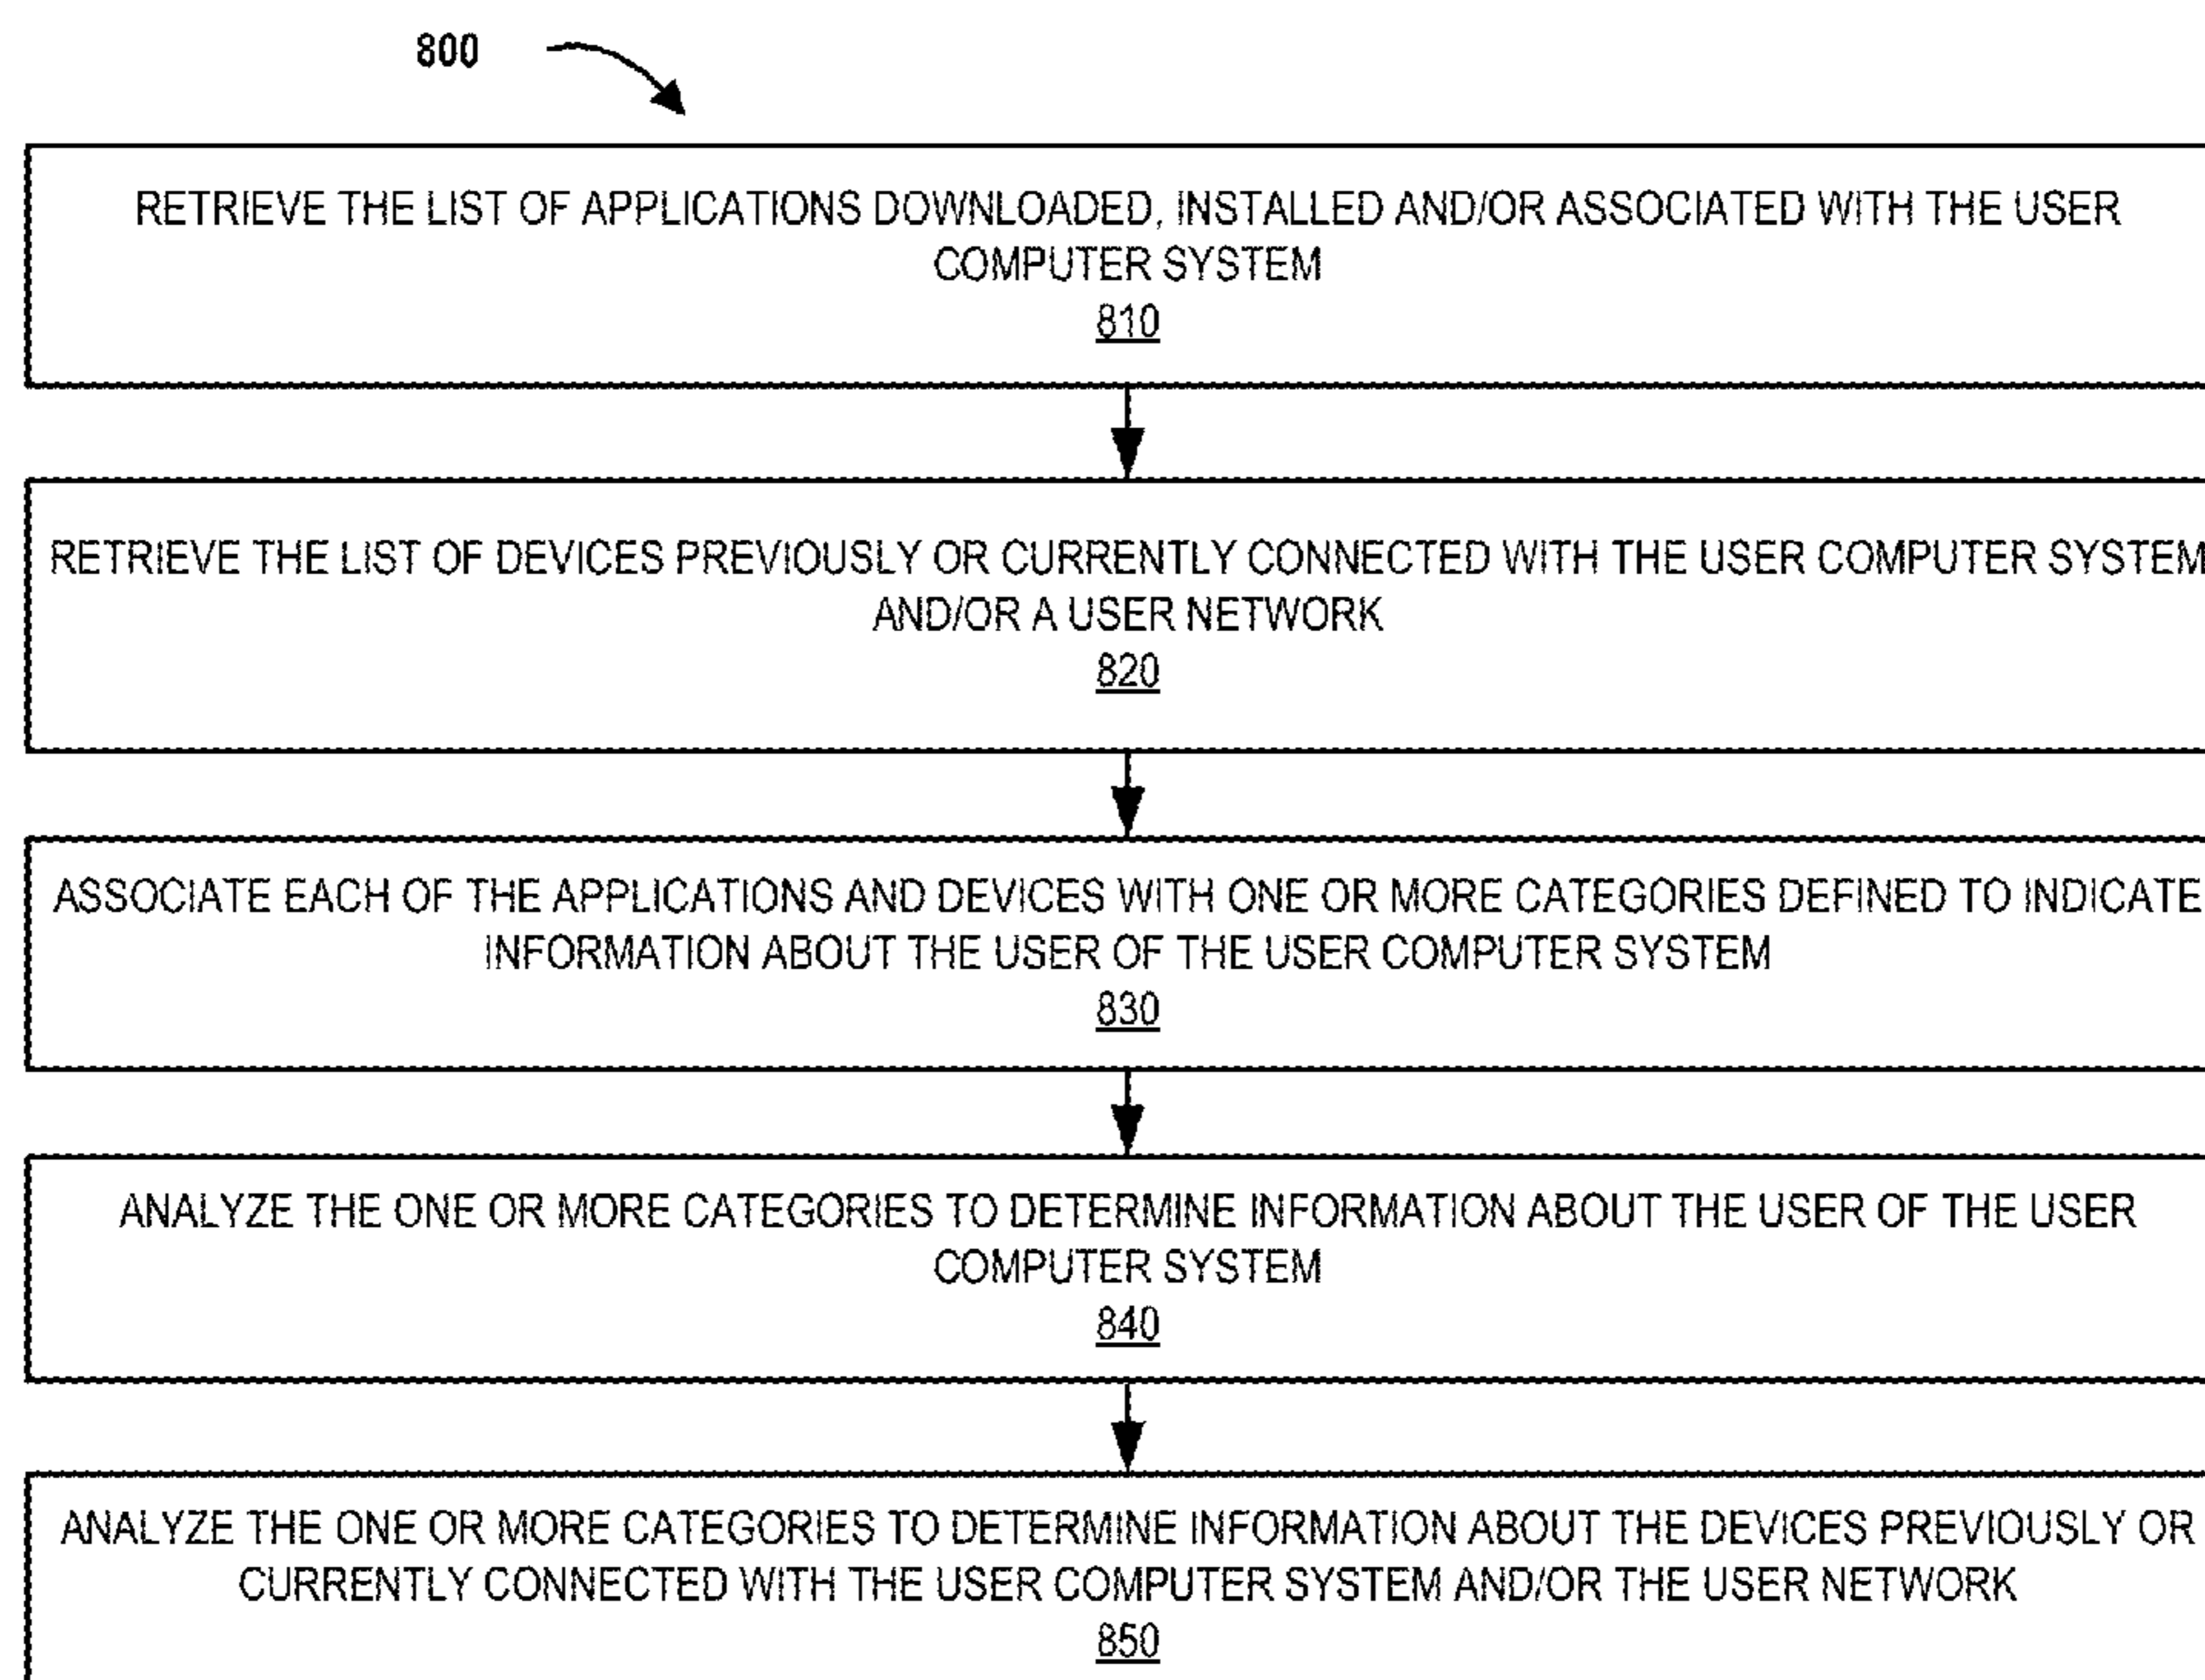 800
RETRIEVE THE LIST OF APPLICATIONS DOWNLOADED, INSTALLED AND/OR ASSOCIATED WITH THE USER
COMPUTER SYSTEM
810
RETRIEVE THE LIST OF DEVICES PREVIOUSLY OR CURRENTLY CONNECTED WITH THE USER COMPUTER SYSTEM
AND/OR A USER NETWORK
820
ASSOCIATE EACH OF THE APPLICATIONS AND DEVICES WITH ONE OR MORE CATEGORIES DEFINED TO INDICATE
INFORMATION ABOUT THE USER OF THE USER COMPUTER SYSTEM
830
ANALYZE THE ONE OR MORE CATEGORIES TO DETERMINE INFORMATION ABOUT THE USER OF THE USER
COMPUTER SYSTEM
840
ANALYZE THE ONE OR MORE CATEGORIES TO DETERMINE INFORMATION ABOUT THE DEVICES PREVIOUSLY OR
CURRENTLY CONNECTED WITH THE USER COMPUTER SYSTEM AND/OR THE USER NETWORK
850